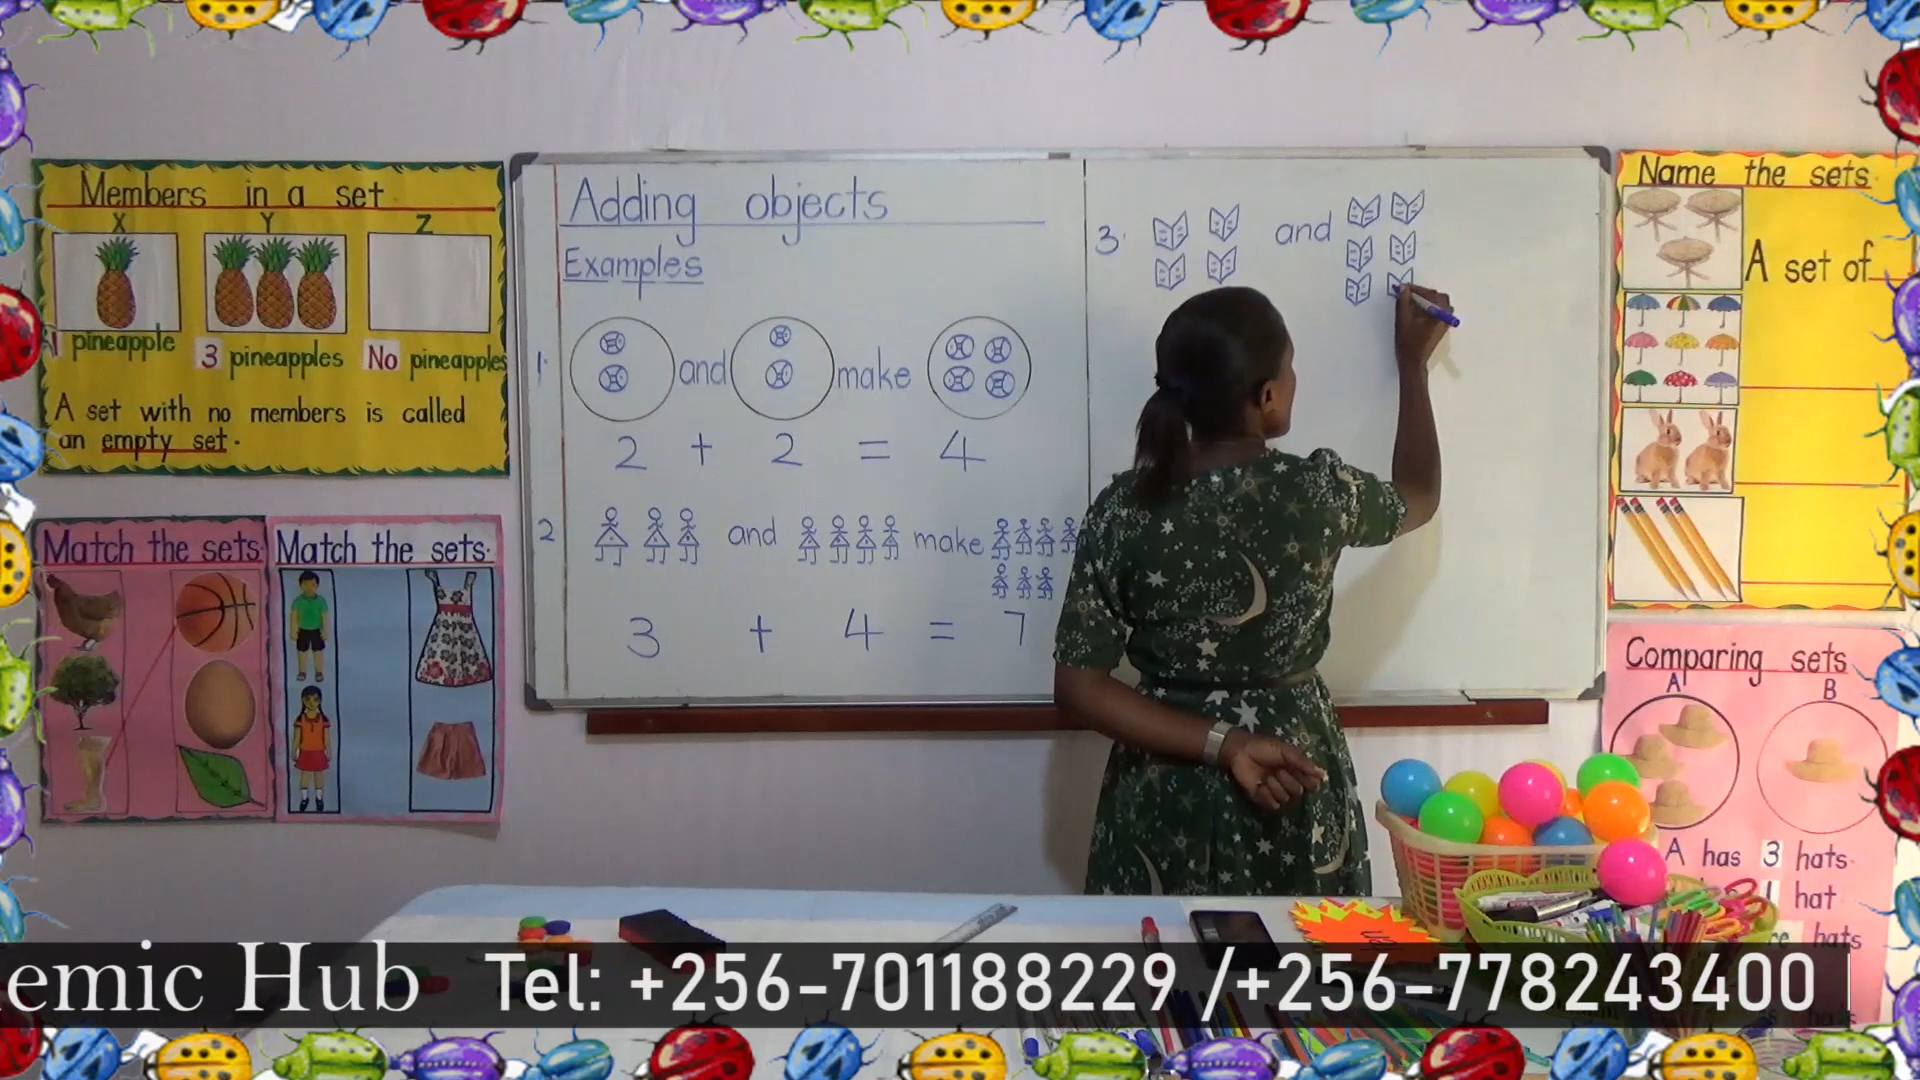 Members in a set
X Y Z
1 pineapple
3 pineapples
No pineapples
A set with no members is called
an empty set.
Match the sets.
Match the sets.
Adding objects
Examples
1. and make
2 + 2 = 4
2 and make
3 + 4 = 7
3. and
Name the sets.
A set of
Comparing sets
A B
A has 3 hats.
1 hat
hats
emic Hub Tel: +256-701188229 /+256-778243400 |